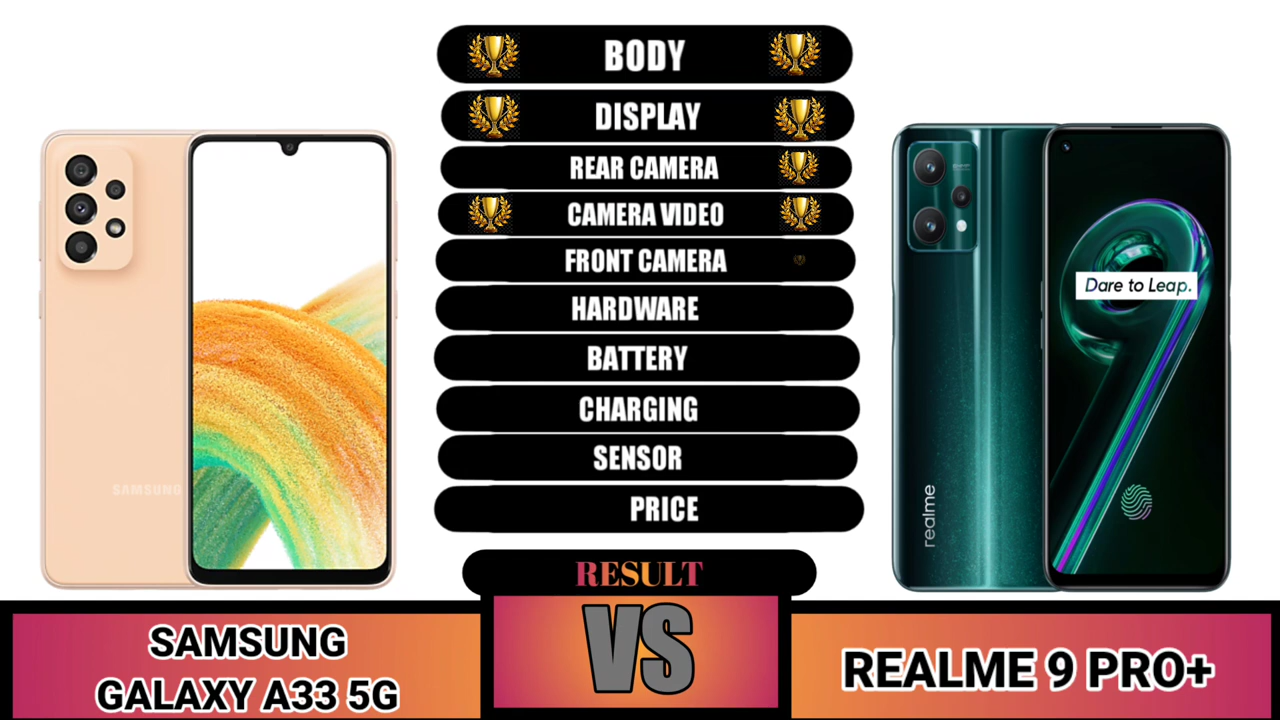 BODY
DISPLAY
REAR CAMERA
CAMERA VIDEO
FRONT CAMERA
HARDWARE
BATTERY
CHARGING
SENSOR
PRICE
RESULT
VS
SAMSUNG
GALAXY A33 5G
REALME 9 PRO+
SAMSUNG
realme
Dare to Leap.